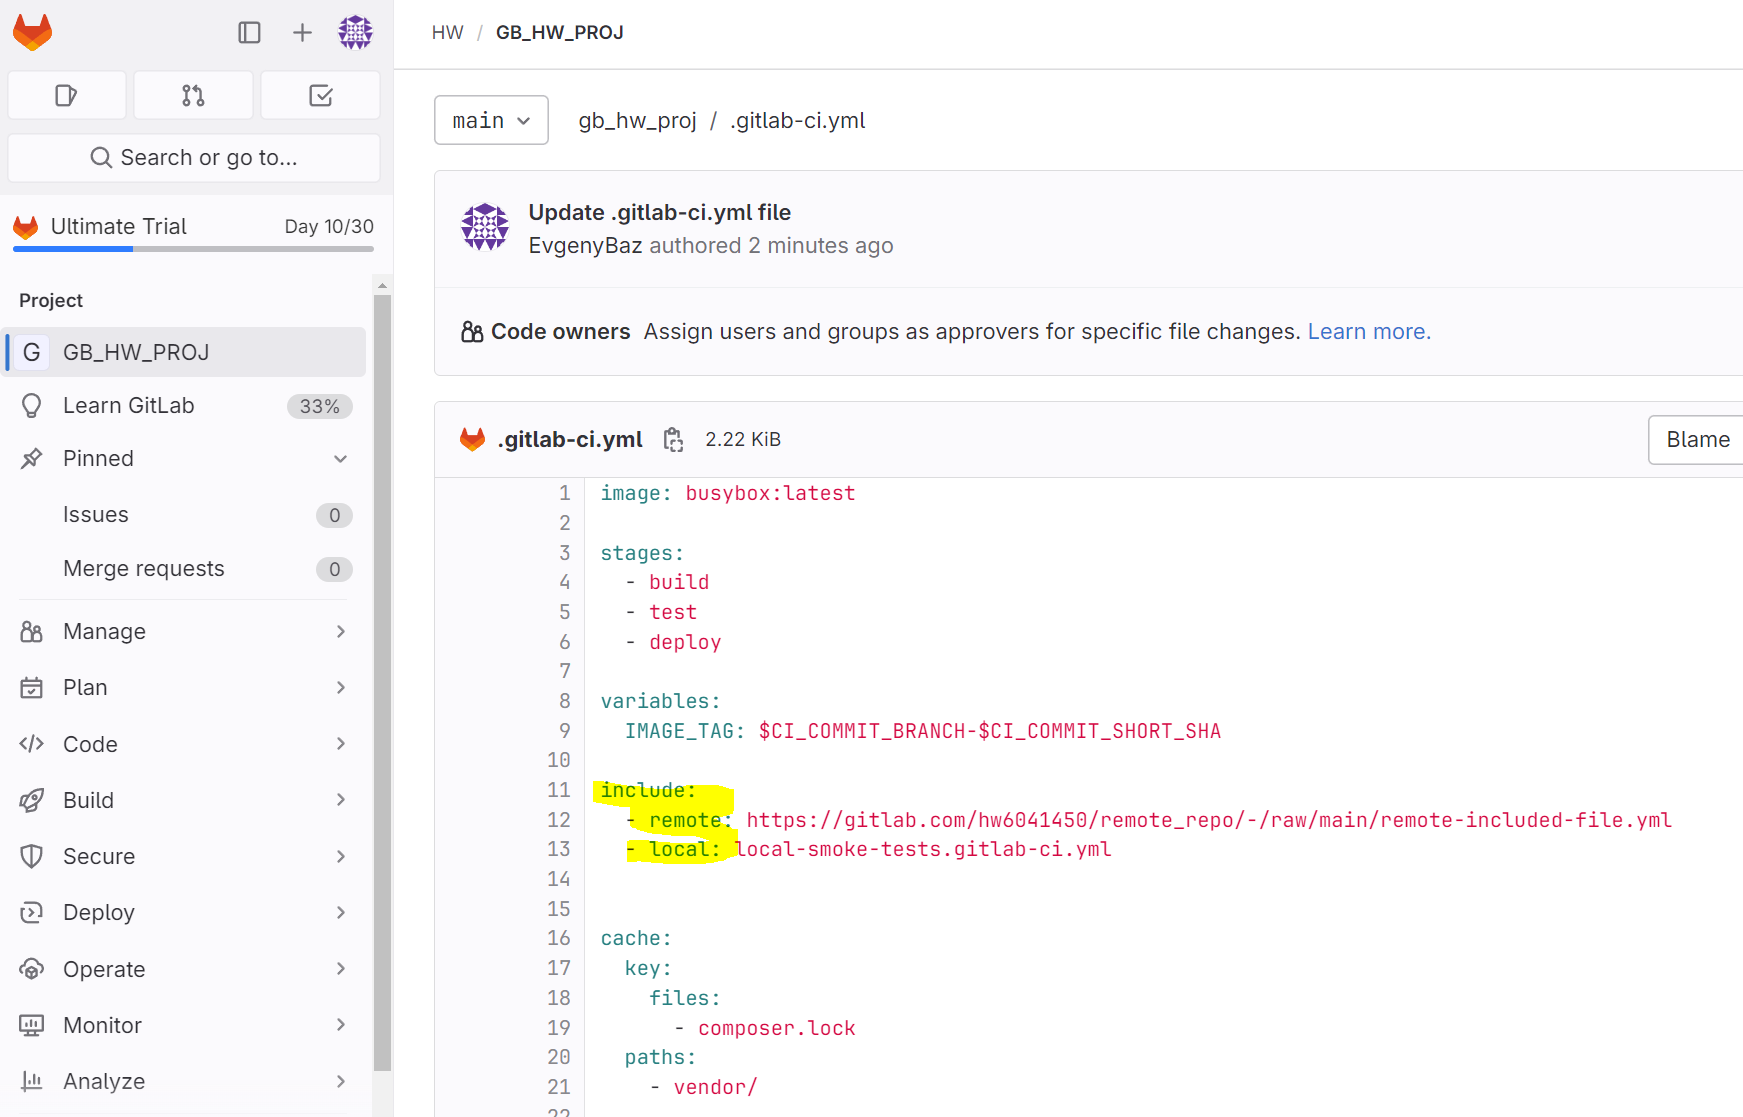 HW / GB_HW_PROJ
Search or go to...
Ultimate Trial Day 10/30
Project
G GB_HW_PROJ
Learn GitLab 33%
Pinned
Issues 0
Merge requests 0
Manage
Plan
Code
Build
Secure
Deploy
Operate
Monitor
Analyze
main gb_hw_proj / .gitlab-ci.yml
Update .gitlab-ci.yml file
EvgenyBaz authored 2 minutes ago
Code owners Assign users and groups as approvers for specific file changes. Learn more.
.gitlab-ci.yml 2.22 KiB Blame
1 image: busybox:latest
2
3 stages:
4 - build
5 - test
6 - deploy
7
8 variables:
9 IMAGE_TAG: $CI_COMMIT_BRANCH-$CI_COMMIT_SHORT_SHA
10
11 include:
12 - remote: https://gitlab.com/hw6041450/remote_repo/-/raw/main/remote-included-file.yml
13 - local: local-smoke-tests.gitlab-ci.yml
14
15
16 cache:
17 key:
18 files:
19 - composer.lock
20 paths:
21 - vendor/
22